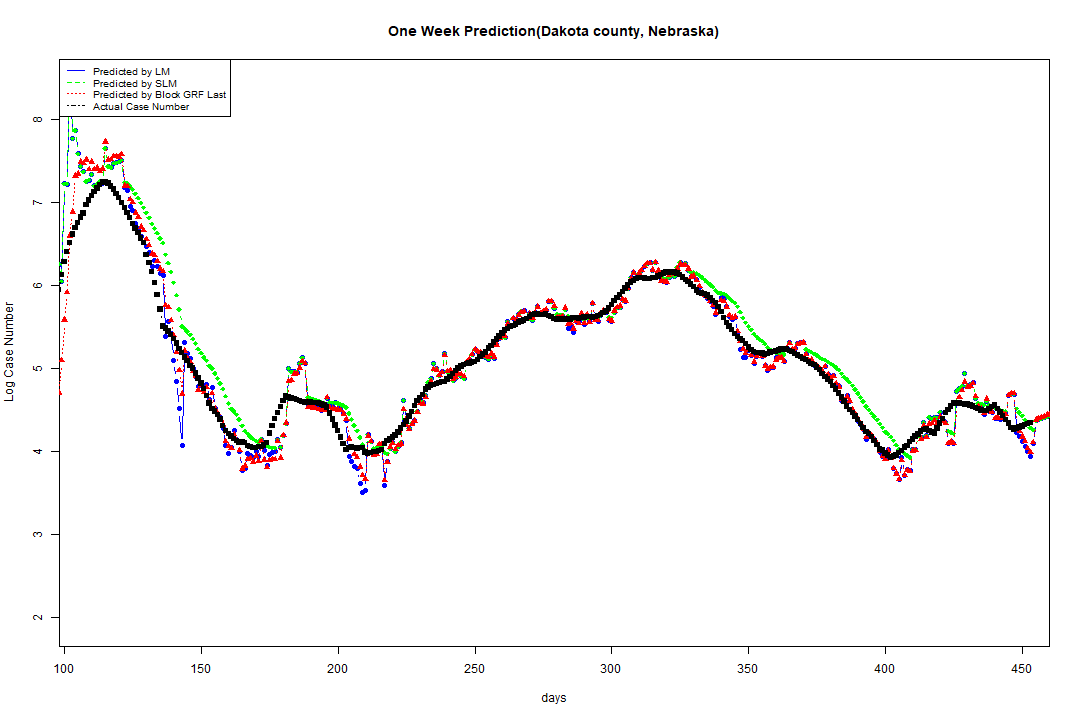 One Week Prediction(Dakota county, Nebraska)
Predicted by LM
Predicted by SLM
Predicted by Block GRF Last
Actual Case Number
Log Case Number
8
7
6
5
4
3
2
100 150 200 250 300 350 400 450
days